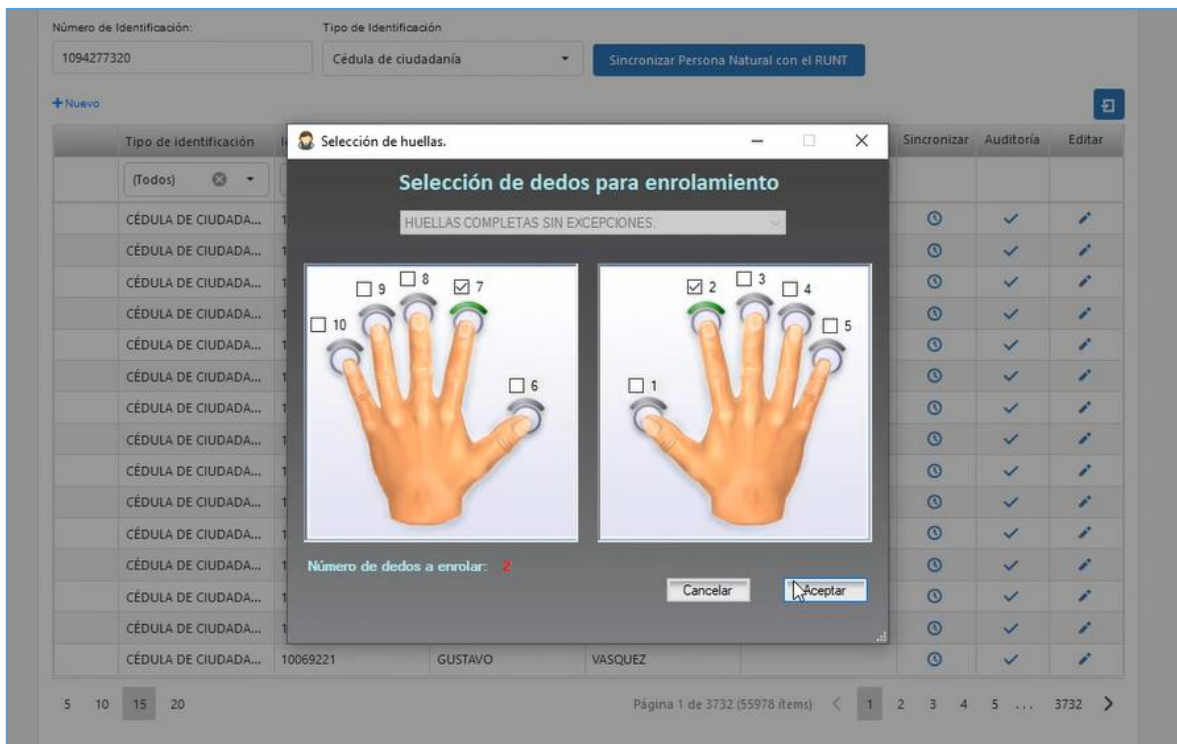 Número de Identificación:
Tipo de Identificación
1094277320
Cédula de ciudadanía
Sincronizar Persona Natural con el RUNT
+Nuevo
Tipo de identificación
Sincronizar
Auditoría
Editar
(Todos)
Selección de huellas.
Selección de dedos para enrolamiento
HUELLAS COMPLETAS SIN EXCEPCIONES.
9
8
7
10
6
2
3
4
5
1
Número de dedos a enrolar: 2
Cancelar
Aceptar
CÉDULA DE CIUDADA...
CÉDULA DE CIUDADA...
CÉDULA DE CIUDADA...
CÉDULA DE CIUDADA...
CÉDULA DE CIUDADA...
CÉDULA DE CIUDADA...
CÉDULA DE CIUDADA...
CÉDULA DE CIUDADA...
CÉDULA DE CIUDADA...
CÉDULA DE CIUDADA...
CÉDULA DE CIUDADA...
CÉDULA DE CIUDADA...
CÉDULA DE CIUDADA...
CÉDULA DE CIUDADA...
CÉDULA DE CIUDADA... 10069221 GUSTAVO VASQUEZ
5 10 15 20
Página 1 de 3732 (55978 ítems) < 1 2 3 4 5 ... 3732 >